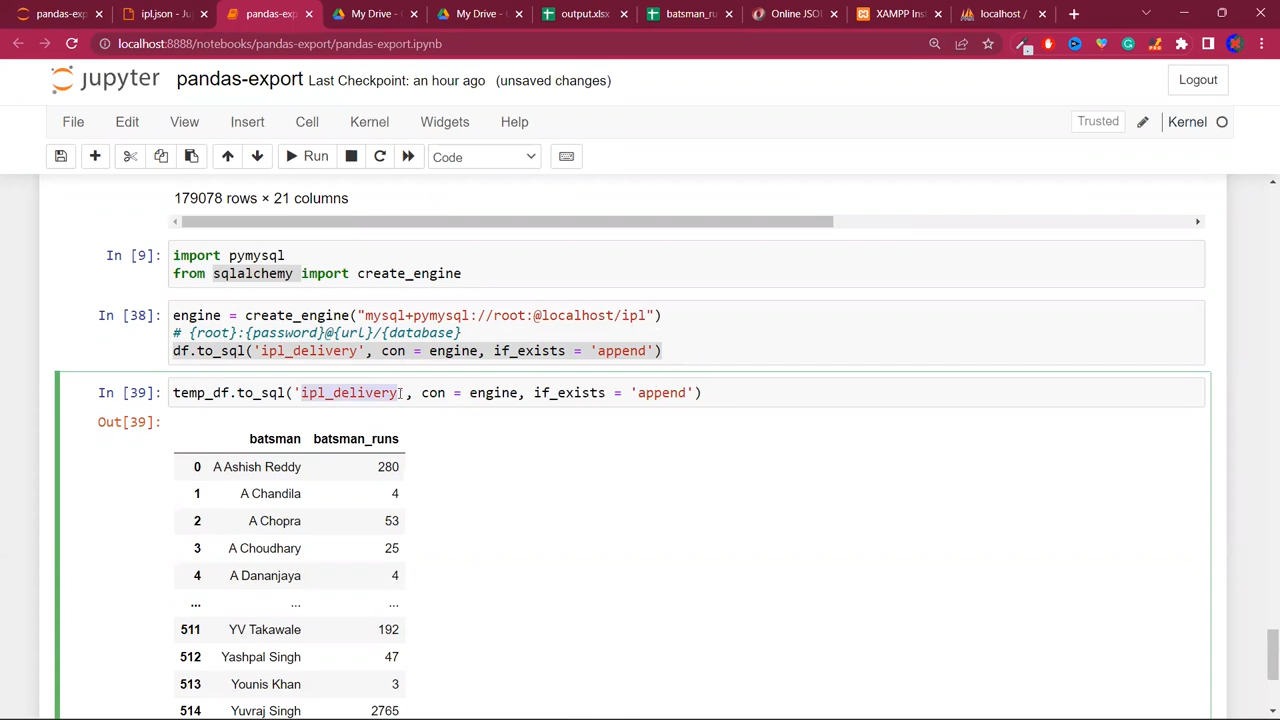 pandas-exp
ipl.json - Ju
pandas-exp
My Drive -
My Drive -
output.xlsx
batsman_ru
Online JSO
XAMPP Ins
localhost /
localhost:8888/notebooks/pandas-export/pandas-export.ipynb
jupyter pandas-export Last Checkpoint: an hour ago (unsaved changes) Logout
File Edit View Insert Cell Kernel Widgets Help Trusted Kernel
Run Code
179078 rows × 21 columns
In [9]: import pymysql
from sqlalchemy import create_engine
In [38]: engine = create_engine("mysql+pymysql://root:@localhost/ipl")
# {root}:{password}@{url}/{database}
df.to_sql('ipl_delivery', con = engine, if_exists = 'append')
In [39]: temp_df.to_sql('ipl_delivery', con = engine, if_exists = 'append')
Out[39]:
batsman batsman_runs
0 A Ashish Reddy 280
1 A Chandila 4
2 A Chopra 53
3 A Choudhary 25
4 A Dananjaya 4
... ... ...
511 YV Takawale 192
512 Yashpal Singh 47
513 Younis Khan 3
514 Yuvraj Singh 2765